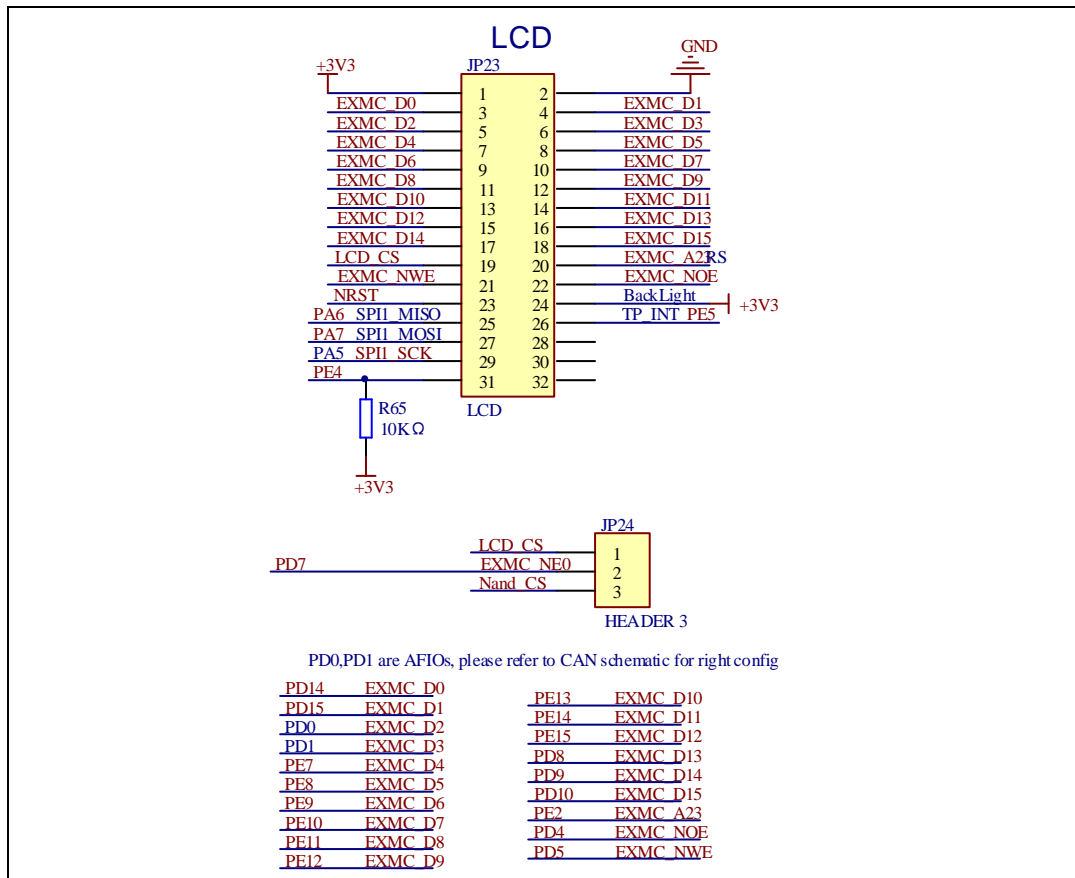 LCD
+3V3
JP23
GND
1 2
EXMC_D0 3 4 EXMC_D1
EXMC_D2 5 6 EXMC_D3
EXMC_D4 7 8 EXMC_D5
EXMC_D6 9 10 EXMC_D7
EXMC_D8 11 12 EXMC_D9
EXMC_D10 13 14 EXMC_D11
EXMC_D12 15 16 EXMC_D13
EXMC_D14 17 18 EXMC_D15
LCD_CS 19 20 EXMC_A23 RS
EXMC_NWE 21 22 EXMC_NOE
NRST 23 24 BackLight +3V3
PA6 SPI1_MISO 25 26 TP_INT PE5
PA7 SPI1_MOSI 27 28
PA5 SPI1_SCK 29 30
PE4 31 32
LCD
R65
10KΩ
+3V3
JP24
LCD_CS 1
PD7 EXMC_NE0 2
Nand_CS 3
HEADER 3
PD0,PD1 are AFIOs, please refer to CAN schematic for right config
PD14 EXMC_D0
PD15 EXMC_D1
PD0 EXMC_D2
PD1 EXMC_D3
PE7 EXMC_D4
PE8 EXMC_D5
PE9 EXMC_D6
PE10 EXMC_D7
PE11 EXMC_D8
PE12 EXMC_D9
PE13 EXMC_D10
PE14 EXMC_D11
PE15 EXMC_D12
PD8 EXMC_D13
PD9 EXMC_D14
PD10 EXMC_D15
PE2 EXMC_A23
PD4 EXMC_NOE
PD5 EXMC_NWE